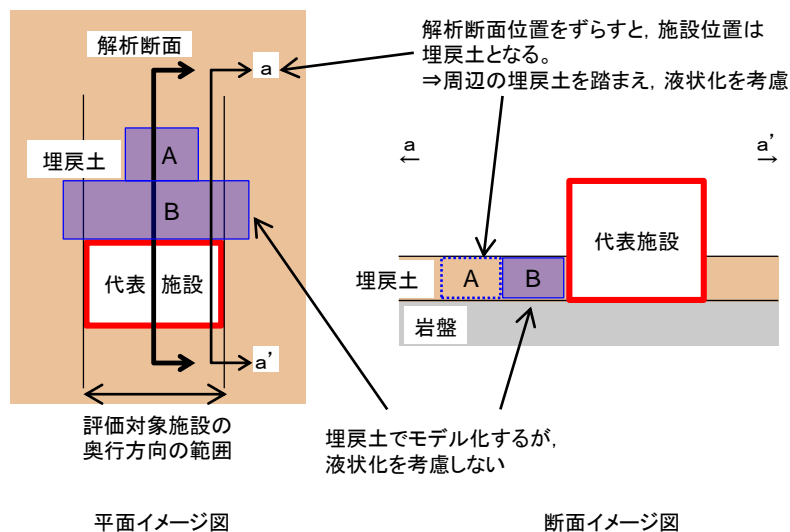 解析断面
a
解析断面位置をずらすと，施設位置は
埋戻土となる。
⇒周辺の埋戻土を踏まえ，液状化を考慮
埋戻土
A
B
代表
施設
a’
評価対象施設の
奥行方向の範囲
平面イメージ図
a
a’
代表施設
埋戻土
A
B
岩盤
埋戻土でモデル化するが，
液状化を考慮しない
断面イメージ図